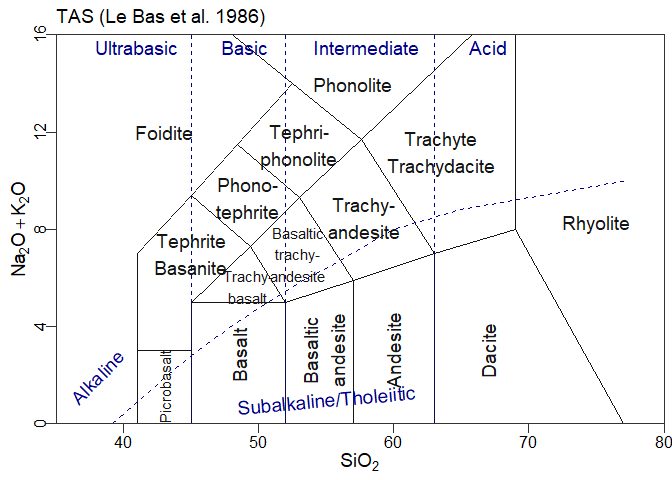 TAS (Le Bas et al. 1986)
16
Ultrabasic
Basic
Intermediate
Acid
Phonolite
Foidite
Tephri-
phonolite
Trachyte
Trachydacite
12
Phono-
tephrite
Trachy-
andesite
Rhyolite
Na₂O + K₂O
8
Tephrite
Basanite
Basaltic
trachy-
andesite
Trachy-
basalt
4
Alkaline
Picrobasalt
Basalt
Basaltic
andesite
Andesite
Dacite
Subalkaline/Tholeiitic
0
40
50
60
70
80
SiO₂